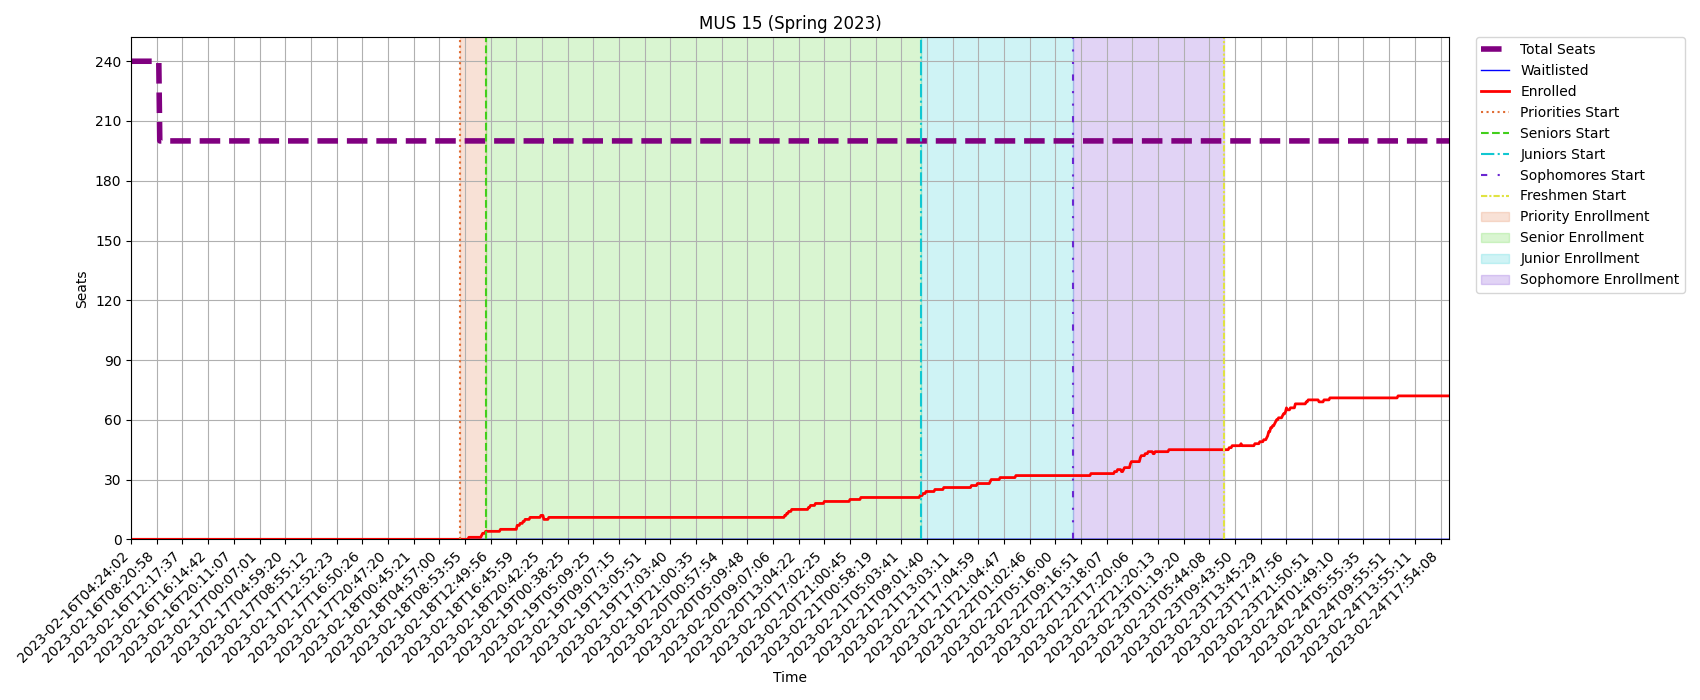 MUS 15 (Spring 2023)
240
210
180
150
120
90
60
30
0
Seats
2023-02-16T04:24:02
2023-02-16T08:20:58
2023-02-16T12:17:37
2023-02-16T16:14:42
2023-02-16T20:11:07
2023-02-17T00:07:01
2023-02-17T04:59:20
2023-02-17T08:55:12
2023-02-17T12:52:23
2023-02-17T16:50:26
2023-02-17T20:47:20
2023-02-18T00:45:21
2023-02-18T04:57:00
2023-02-18T08:53:55
2023-02-18T12:49:56
2023-02-18T16:45:59
2023-02-18T20:42:25
2023-02-19T00:38:25
2023-02-19T05:09:25
2023-02-19T09:07:15
2023-02-19T13:05:51
2023-02-19T17:03:40
2023-02-19T21:00:35
2023-02-20T00:57:54
2023-02-20T05:09:48
2023-02-20T09:07:06
2023-02-20T13:04:22
2023-02-20T17:02:25
2023-02-20T21:00:45
2023-02-21T00:58:19
2023-02-21T05:03:41
2023-02-21T09:01:40
2023-02-21T13:03:11
2023-02-21T17:04:59
2023-02-21T21:04:47
2023-02-22T01:02:46
2023-02-22T05:16:00
2023-02-22T09:16:51
2023-02-22T13:18:07
2023-02-22T17:20:06
2023-02-22T21:20:13
2023-02-23T01:19:20
2023-02-23T05:44:08
2023-02-23T09:43:50
2023-02-23T13:45:29
2023-02-23T17:47:56
2023-02-23T21:50:51
2023-02-24T01:49:10
2023-02-24T05:55:35
2023-02-24T09:55:51
2023-02-24T13:55:11
2023-02-24T17:54:08
Time
Total Seats
Waitlisted
Enrolled
Priorities Start
Seniors Start
Juniors Start
Sophomores Start
Freshmen Start
Priority Enrollment
Senior Enrollment
Junior Enrollment
Sophomore Enrollment